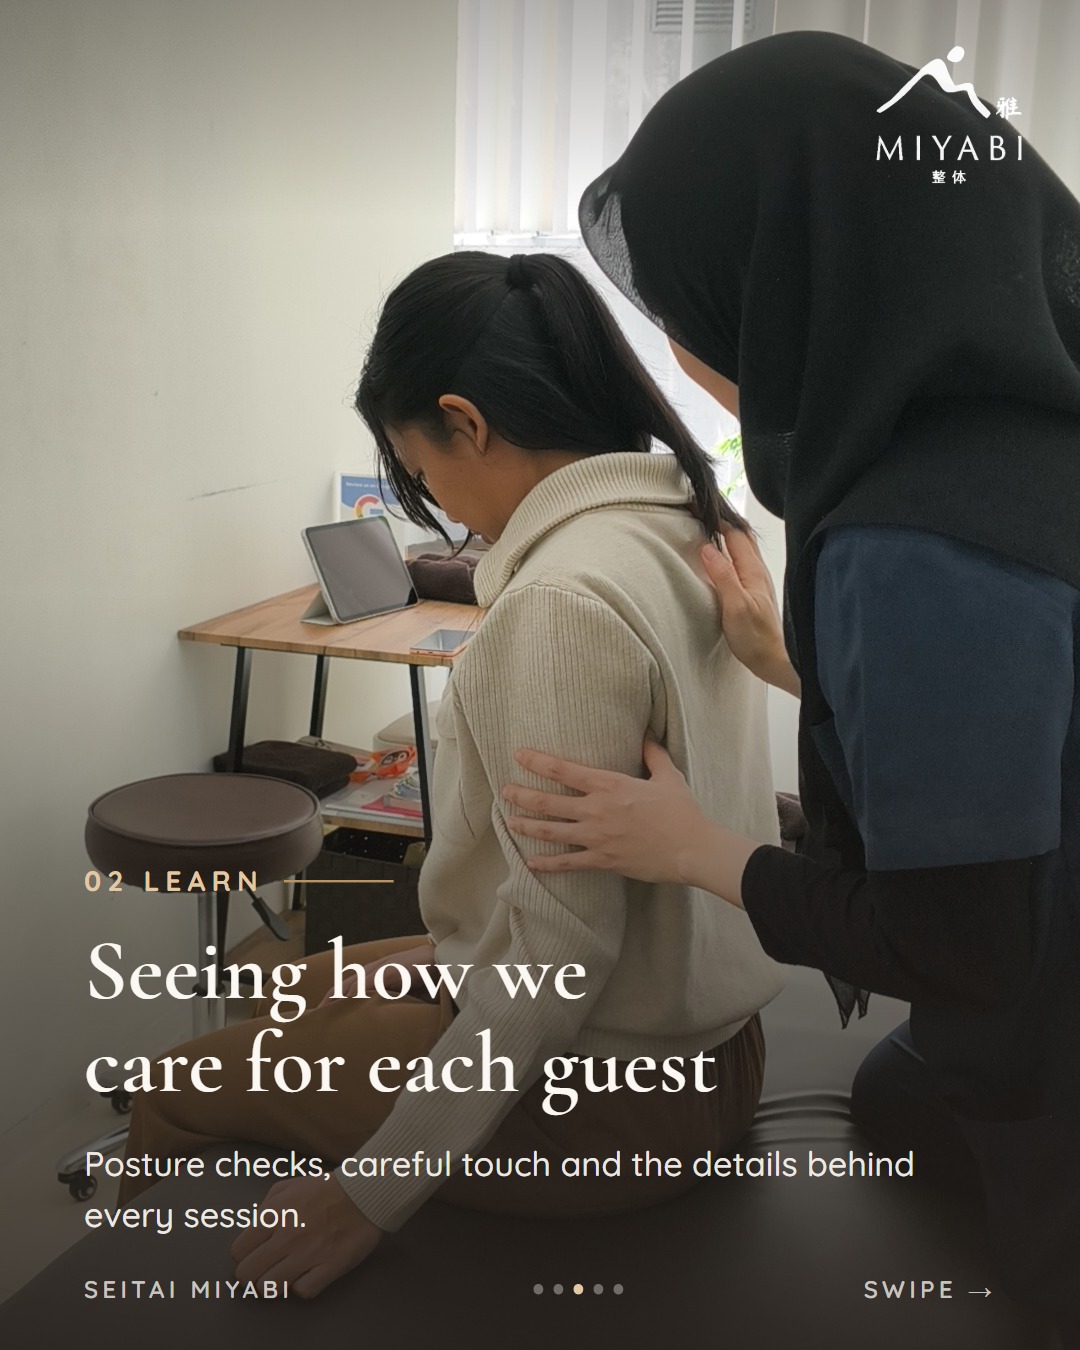 雅
MIYABI
整体
02 LEARN
Seeing how we
care for each guest
Posture checks, careful touch and the details behind
every session.
SEITAI MIYABI
SWIPE →